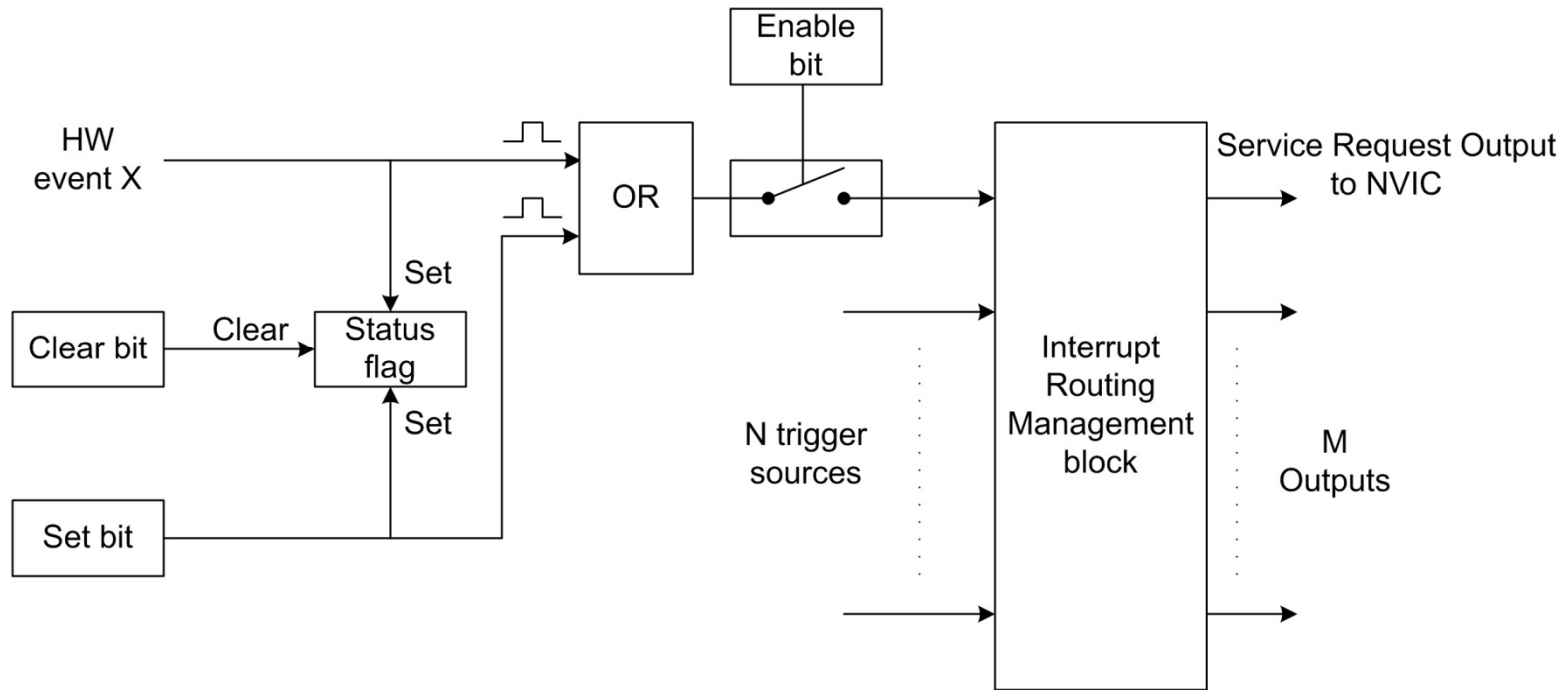 Enable
bit
HW
event X
OR
Service Request Output
to NVIC
Set
Clear bit
Clear
Status
flag
Set
Set bit
N trigger
sources
Interrupt
Routing
Management
block
M
Outputs